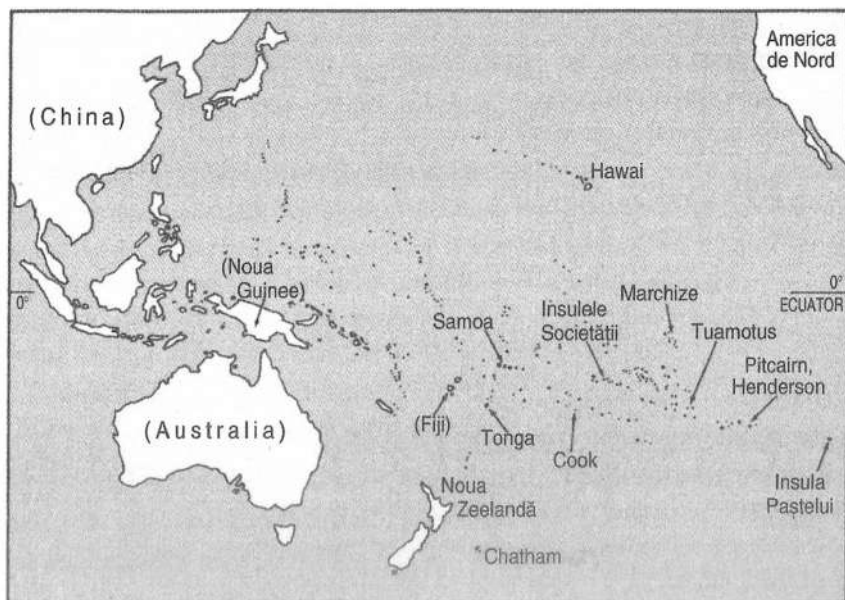 America
de Nord
(China)
Hawai
(Noua
Guinee)
0°
0°
ECUATOR
Marchize
Samoa
Insulele
Societății
Tuamotus
Pitcairn,
Henderson
(Australia)
(Fiji)
Tonga
Cook
Insula
Paștelui
Noua
Zeelandă
Chatham